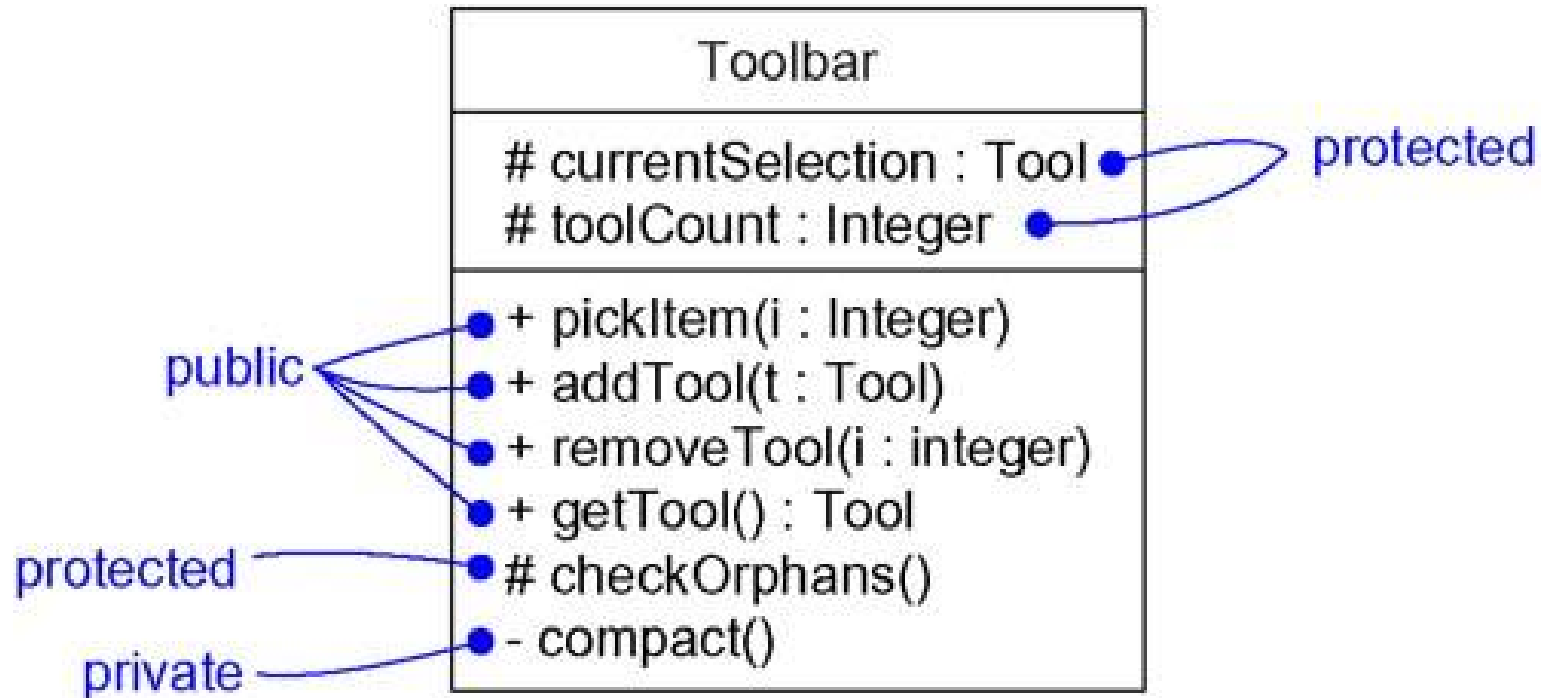 Toolbar
# currentSelection : Tool
protected
# toolCount : Integer
+ pickItem(i : Integer)
public
+ addTool(t : Tool)
+ removeTool(i : integer)
+ getTool() : Tool
protected
# checkOrphans()
- compact()
private